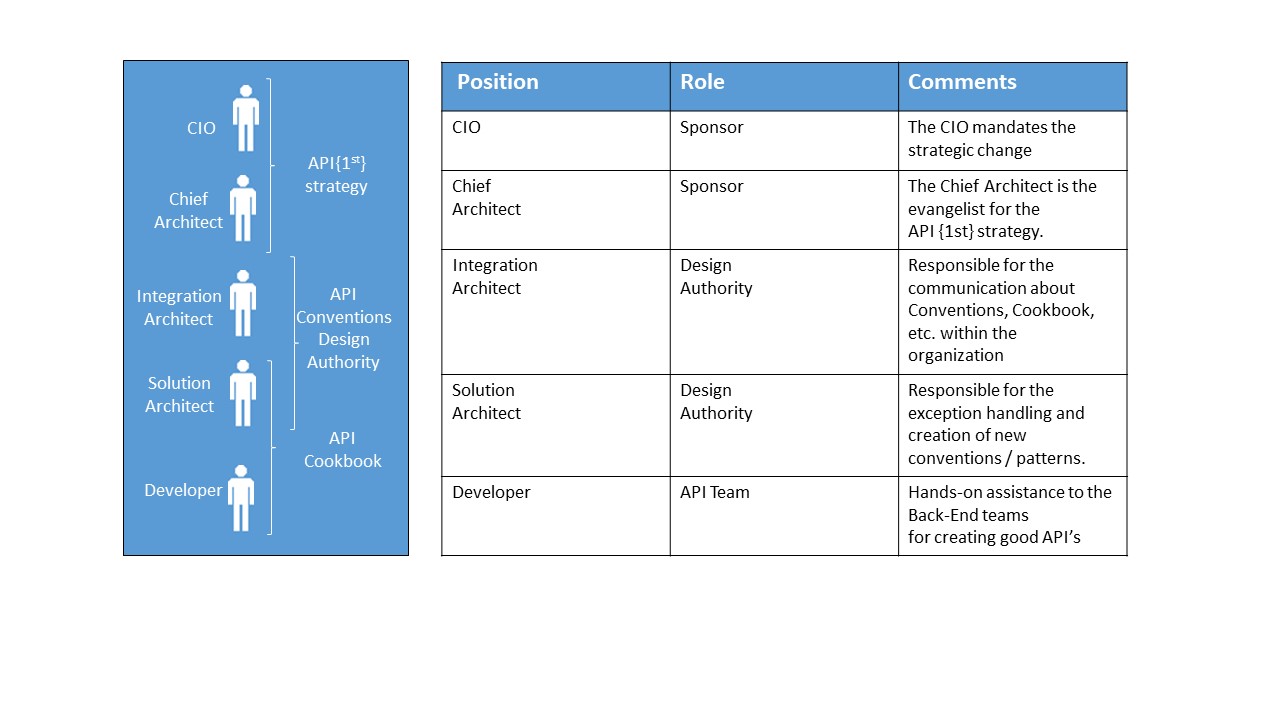 CIO
API{1st}
strategy
Chief
Architect
Integration
Architect
API
Conventions
Design
Authority
Solution
Architect
API
Cookbook
Developer
Position Role Comments
CIO Sponsor The CIO mandates the
strategic change
Chief Sponsor The Chief Architect is the
Architect evangelist for the
API {1st} strategy.
Integration Design Responsible for the
Architect Authority communication about
Conventions, Cookbook,
etc. within the
organization
Solution Design Responsible for the
Architect Authority exception handling and
creation of new
conventions / patterns.
Developer API Team Hands-on assistance to the
Back-End teams
for creating good API’s